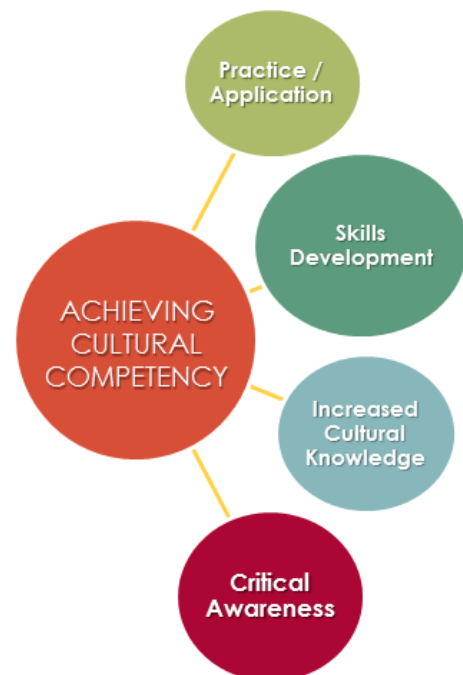 Practice /
Application
Skills
Development
ACHIEVING
CULTURAL
COMPETENCY
Increased
Cultural
Knowledge
Critical
Awareness